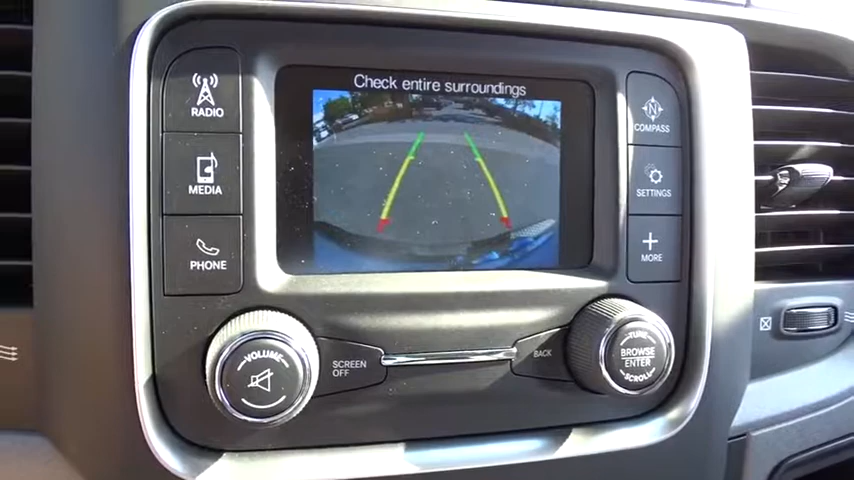 Check entire surroundings
RADIO
MEDIA
PHONE
N
COMPASS
SETTINGS
MORE
VOLUME
SCREEN
OFF
BACK
TUNE
BROWSE
ENTER
SCROLL